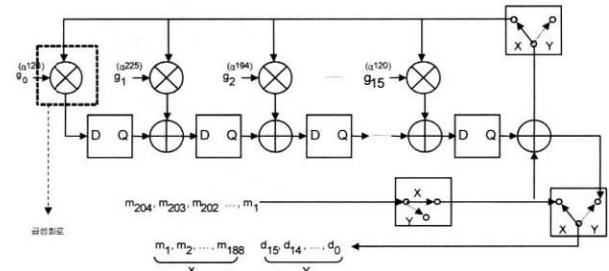 X Y
(α120) (α225) (α194) (α120)
g0 g1 g2 ...... g15
D Q D Q D Q ...... D Q
m204, m203, m202 ..., m1
X
Y
X Y
곱셈회로
m1, m2, ..., m188 d15, d14, ..., d0
X Y